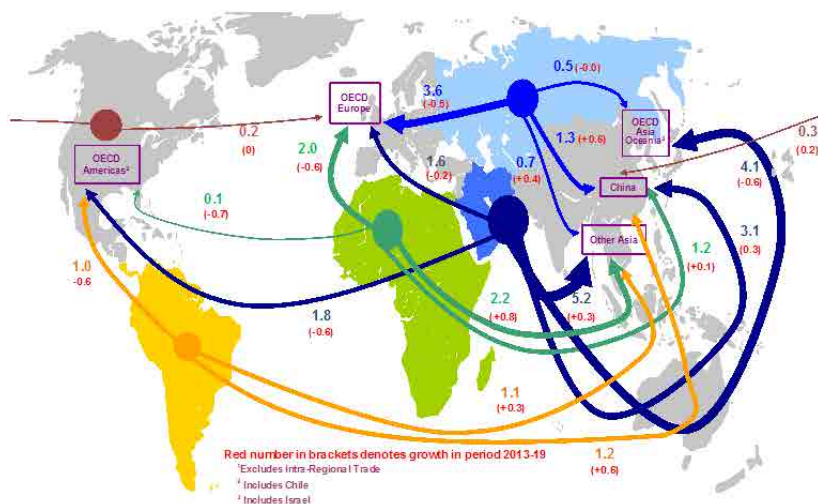 OECD
Europe
3.6
(-0.5)
0.5 (-0.0)
OECD
Asia
Oceania³
0.2
(0)
2.0
(-0.6)
1.6
(-0.2)
0.7
(+0.4)
1.3 (+0.6)
0.3
(0.2)
OECD
Americas²
China
4.1
(-0.6)
0.1
(-0.7)
Other Asia
3.1
(0.3)
1.2
(+0.1)
1.0
-0.6
1.8
(-0.6)
2.2
(+0.8)
5.2
(+0.3)
1.1
(+0.3)
1.2
(+0.6)
Red number in brackets denotes growth in period 2013-19
¹Excludes Intra-Regional Trade
² Includes Chile
³ Includes Israel